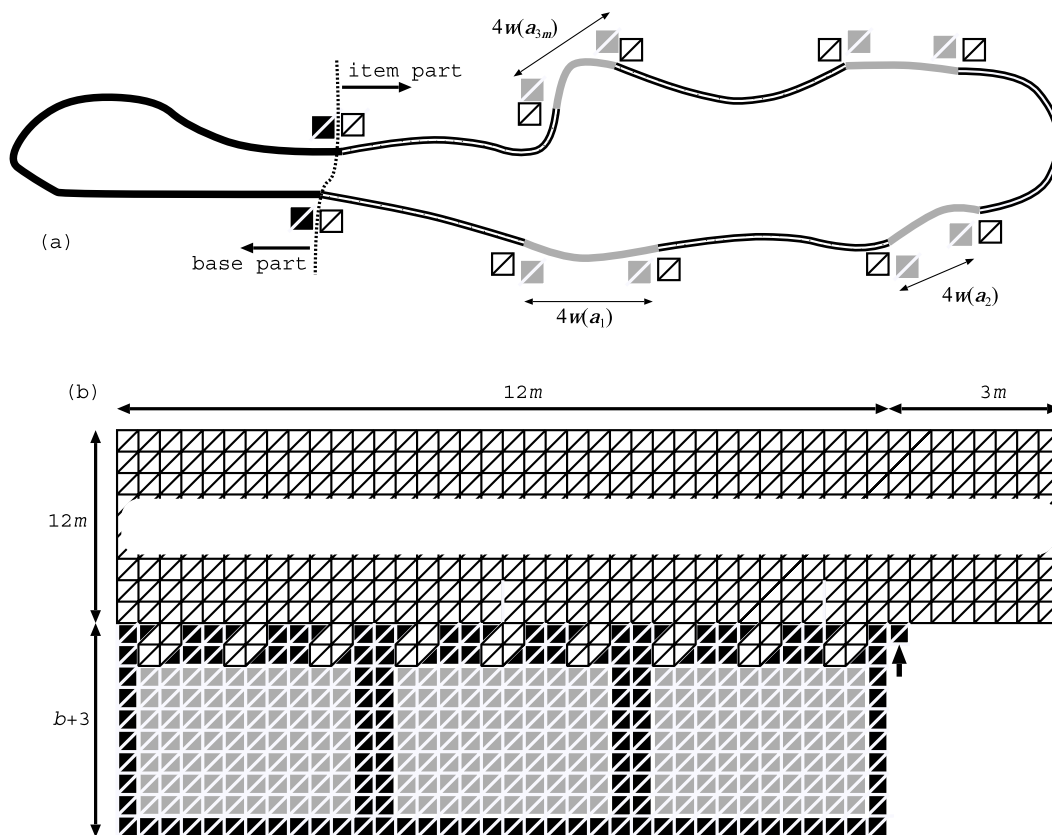 4w(a3m)
item part
(a)
base part
4w(a1)
4w(a2)
(b)
12m
3m
12m
b+3